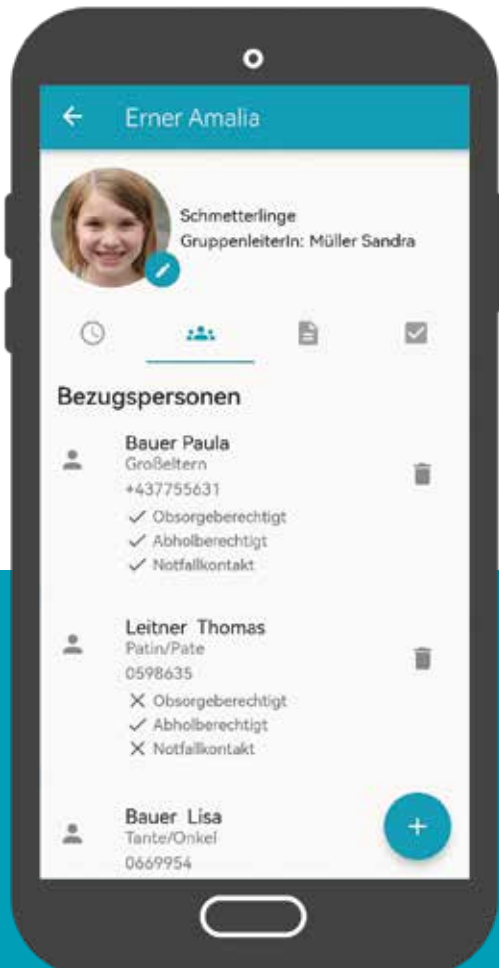 Erner Amalia
Schmetterlinge
GruppenleiterIn: Müller Sandra
Bezugspersonen
Bauer Paula
Großeltern
+437755631
Obsorgeberechtigt
Abholberechtigt
Notfallkontakt
Leitner Thomas
Patin/Pate
0598635
Obsorgeberechtigt
Abholberechtigt
Notfallkontakt
Bauer Lisa
Tante/Onkel
0669954